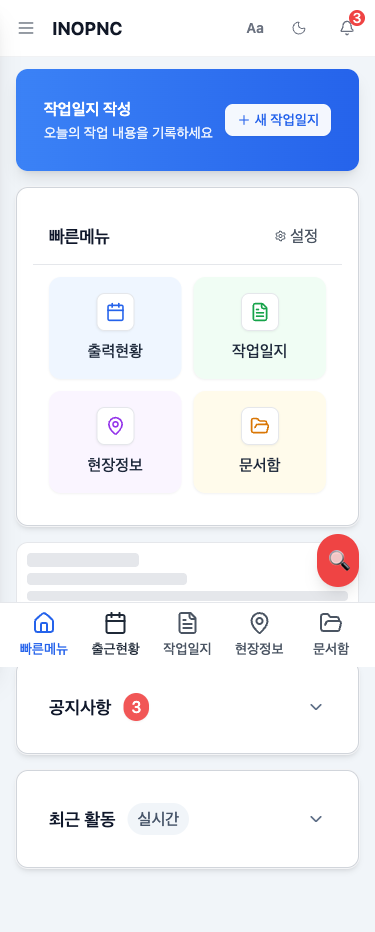 INOPNC
Aa
3
작업일지 작성
오늘의 작업 내용을 기록하세요
새 작업일지
빠른메뉴
설정
출력현황
작업일지
현장정보
문서함
빠른메뉴
출근현황
작업일지
현장정보
문서함
공지사항
3
최근 활동
실시간